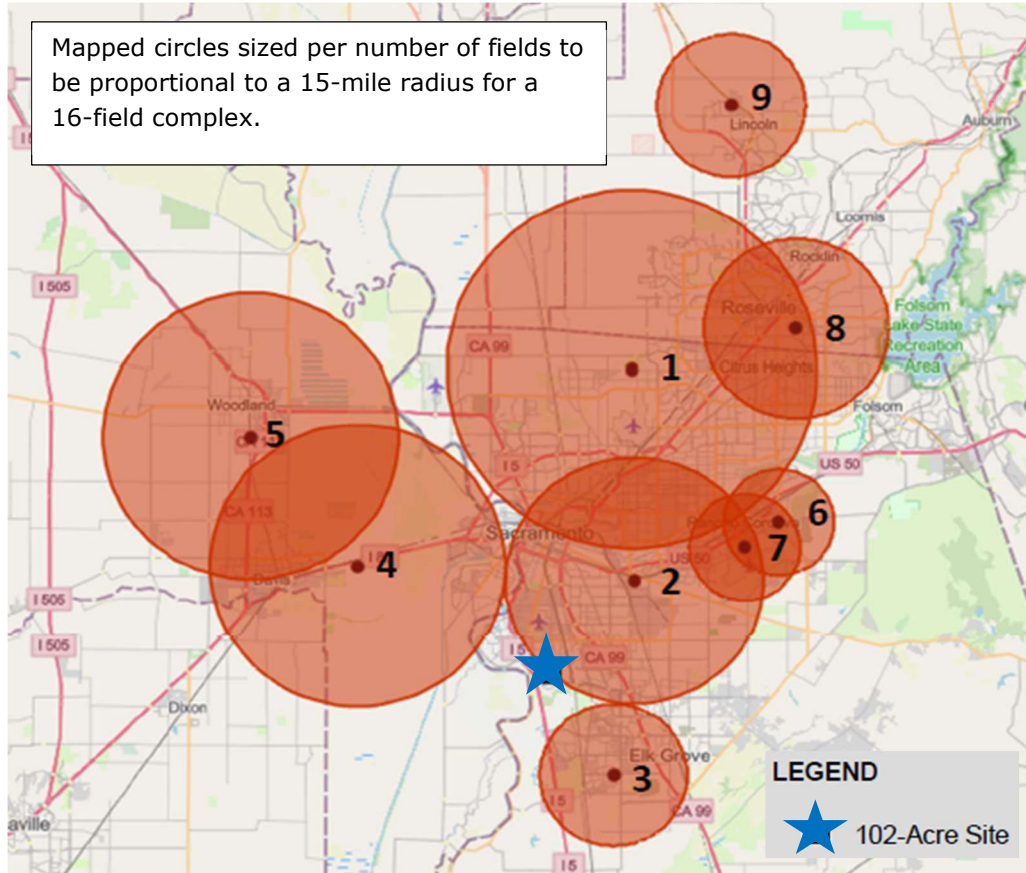 Mapped circles sized per number of fields to
be proportional to a 15-mile radius for a
16-field complex.
9
Lincoln
Auburn
Loomis
Rocklin
I 505
Roseville
Folsom
Lake State
Recreation
Area
8
CA 99
1
Citrus Heights
Woodland
Folsom
5
I 5
US 50
CA 113
6
Sacramento
7
4
US 50
Davis
2
I 505
I 5
CA 99
I 505
Dixon
Elk Grove
3
LEGEND
I 5
CA 99
102-Acre Site
aville
I 5